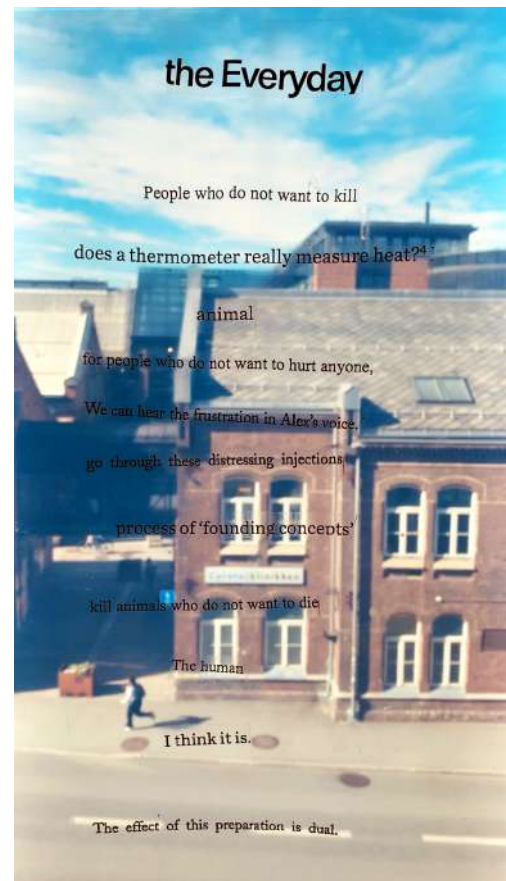 the Everyday
People who do not want to kill
does a thermometer really measure heat?⁴ '
animal
for people who do not want to hurt anyone,
We can hear the frustration in Alex's voice.
go through these distressing injections
process of 'founding concepts'
kill animals who do not want to die
The human
I think it is.
The effect of this preparation is dual.